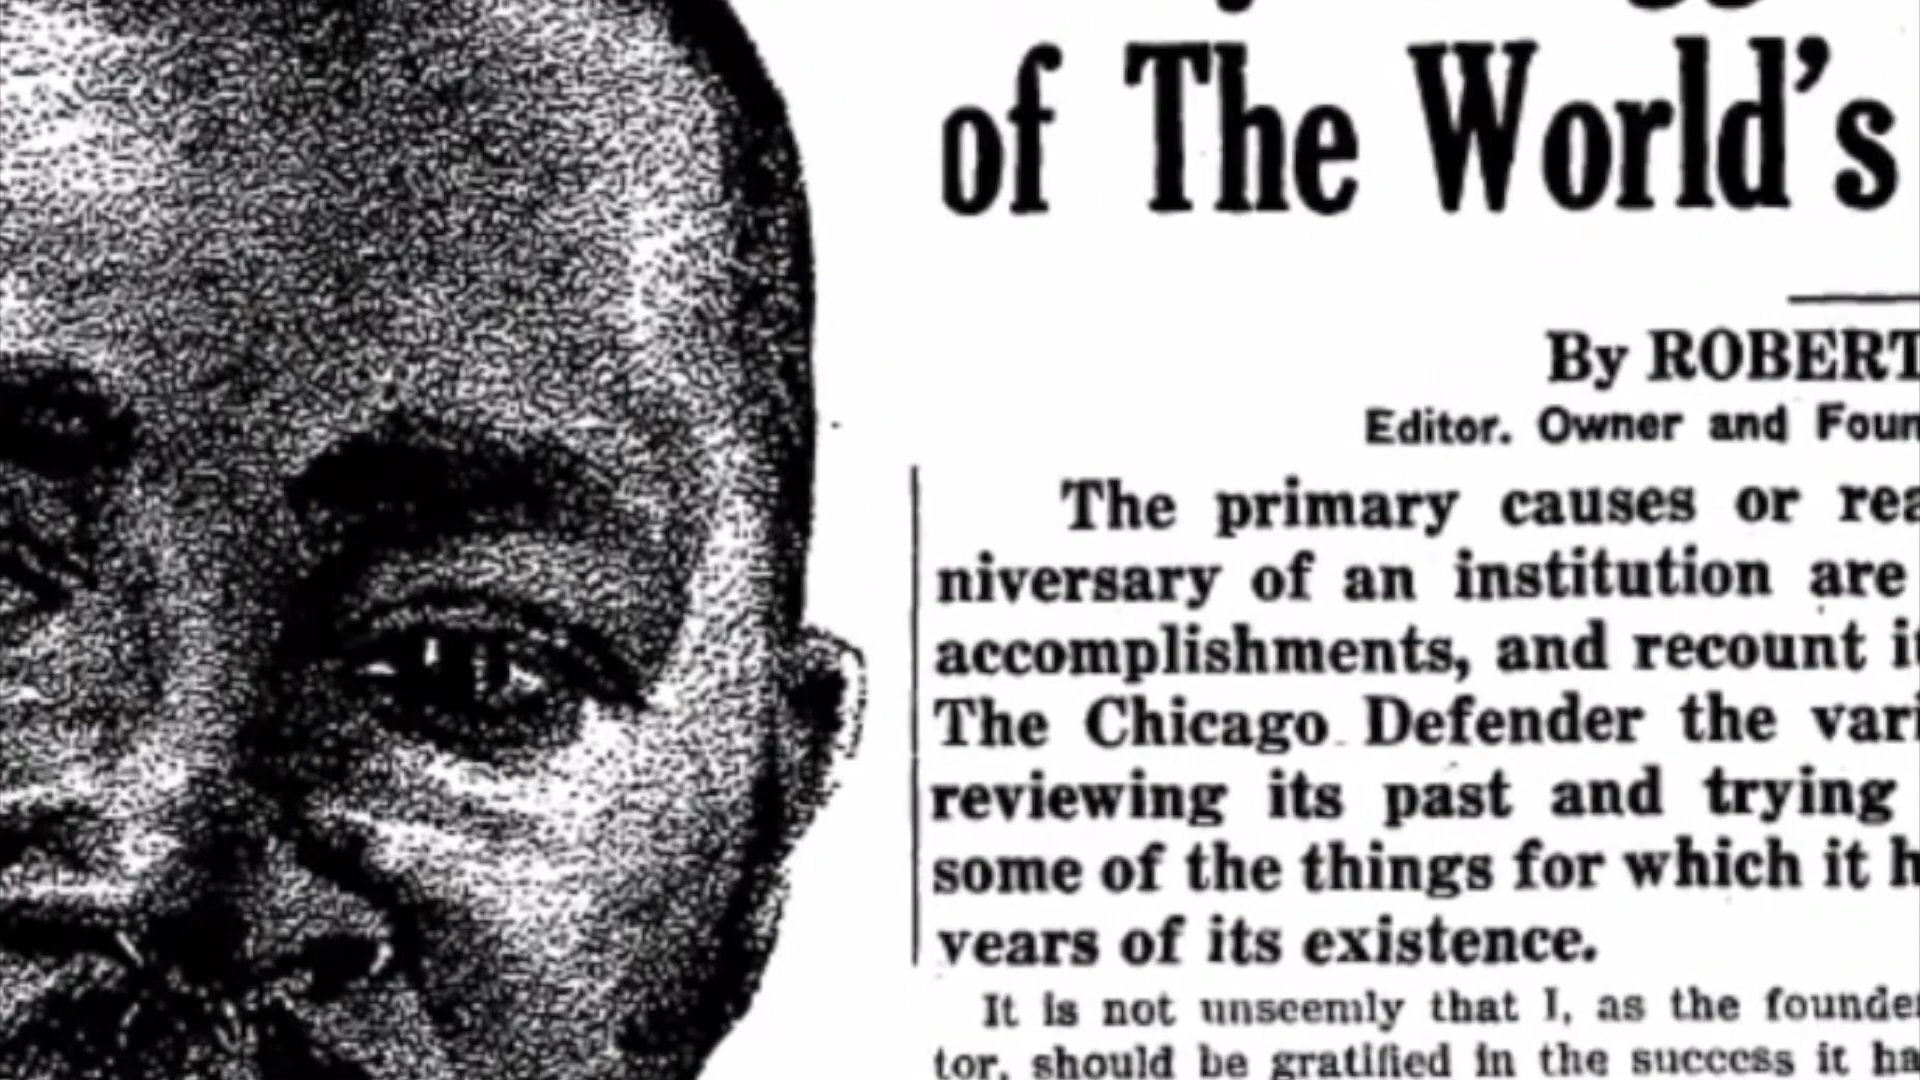 of The World's
By ROBERT
Editor. Owner and Foun
The primary causes or rea
niversary of an institution are
accomplishments, and recount it
The Chicago Defender the vari
reviewing its past and trying
some of the things for which it h
years of its existence.
It is not unseemly that I, as the founde
tor, should be gratified in the success it ha